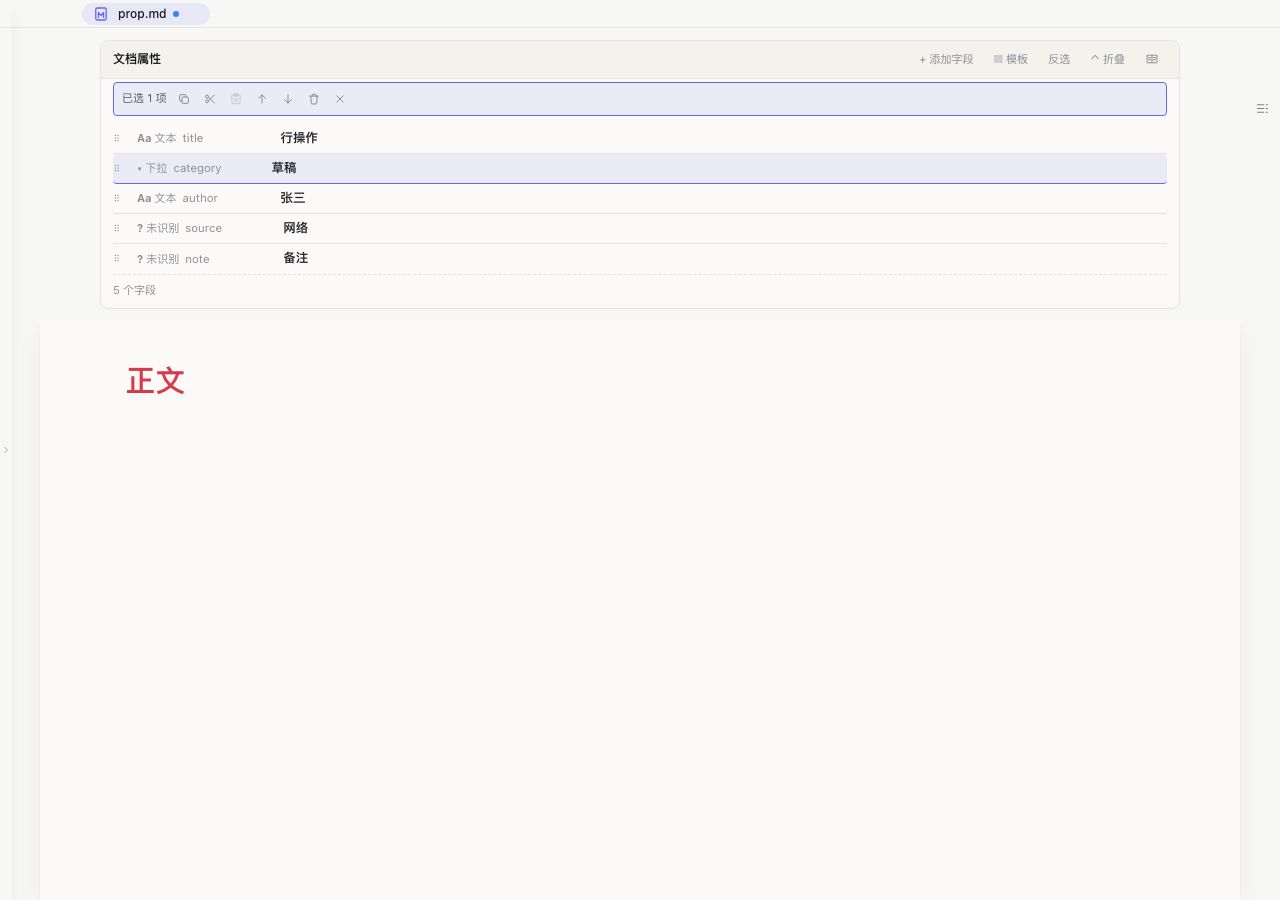 prop.md
文档属性
+ 添加字段 模板 反选 折叠
已选 1 项
Aa 文本 title 行操作
下拉 category 草稿
Aa 文本 author 张三
? 未识别 source 网络
? 未识别 note 备注
5 个字段
正文